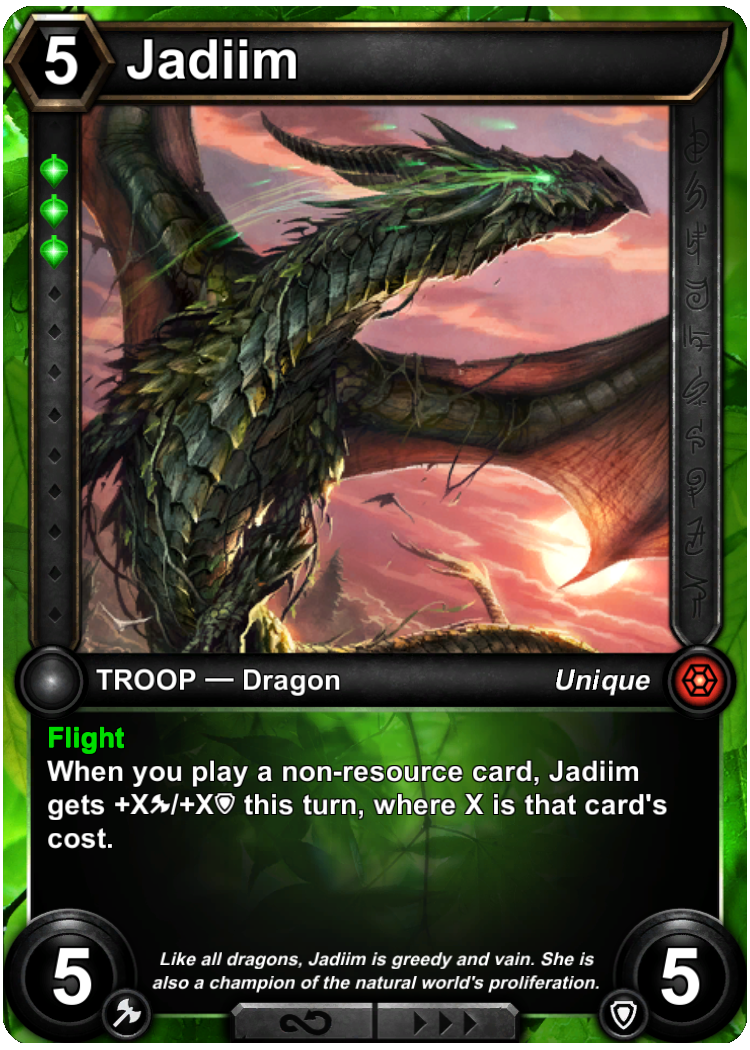 5 Jadiim
TROOP — Dragon Unique
Flight
When you play a non-resource card, Jadiim
gets +X/+X this turn, where X is that card's
cost.
Like all dragons, Jadiim is greedy and vain. She is
also a champion of the natural world's proliferation.
5 5